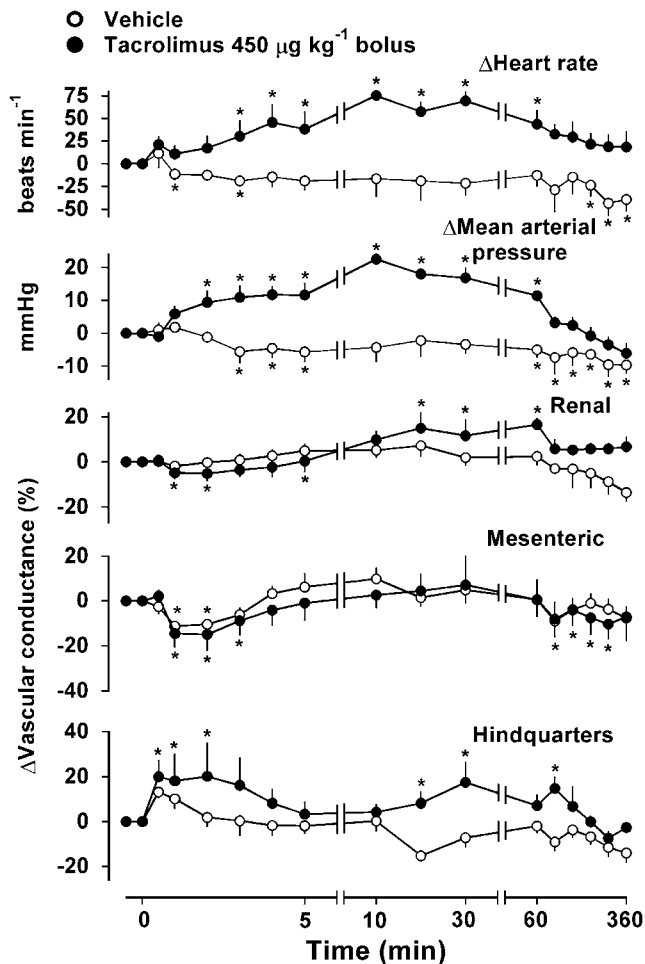 Vehicle
Tacrolimus 450 μg kg⁻¹ bolus
ΔHeart rate
beats min⁻¹
75
50
25
0
-25
-50
* * * * * * *
* * * * *
ΔMean arterial
pressure
mmHg
20
10
0
-10
* * * * * * * *
* * * * * * * *
ΔVascular conductance (%)
Renal
20
0
-20
* * *
* * *
Mesenteric
20
0
-20
-40
* *
* * * * * * *
Hindquarters
40
20
0
-20
* * * * * *
0 5 10 30 60 360
Time (min)